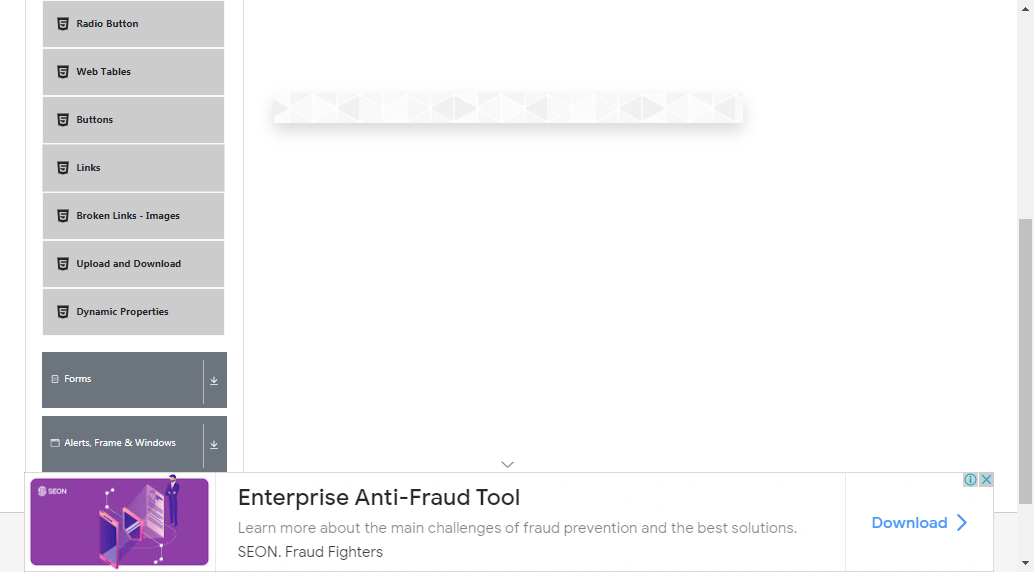 Radio Button
Web Tables
Buttons
Links
Broken Links - Images
Upload and Download
Dynamic Properties
Forms
Alerts, Frame & Windows
SEON
Enterprise Anti-Fraud Tool
Learn more about the main challenges of fraud prevention and the best solutions.
SEON. Fraud Fighters
Download